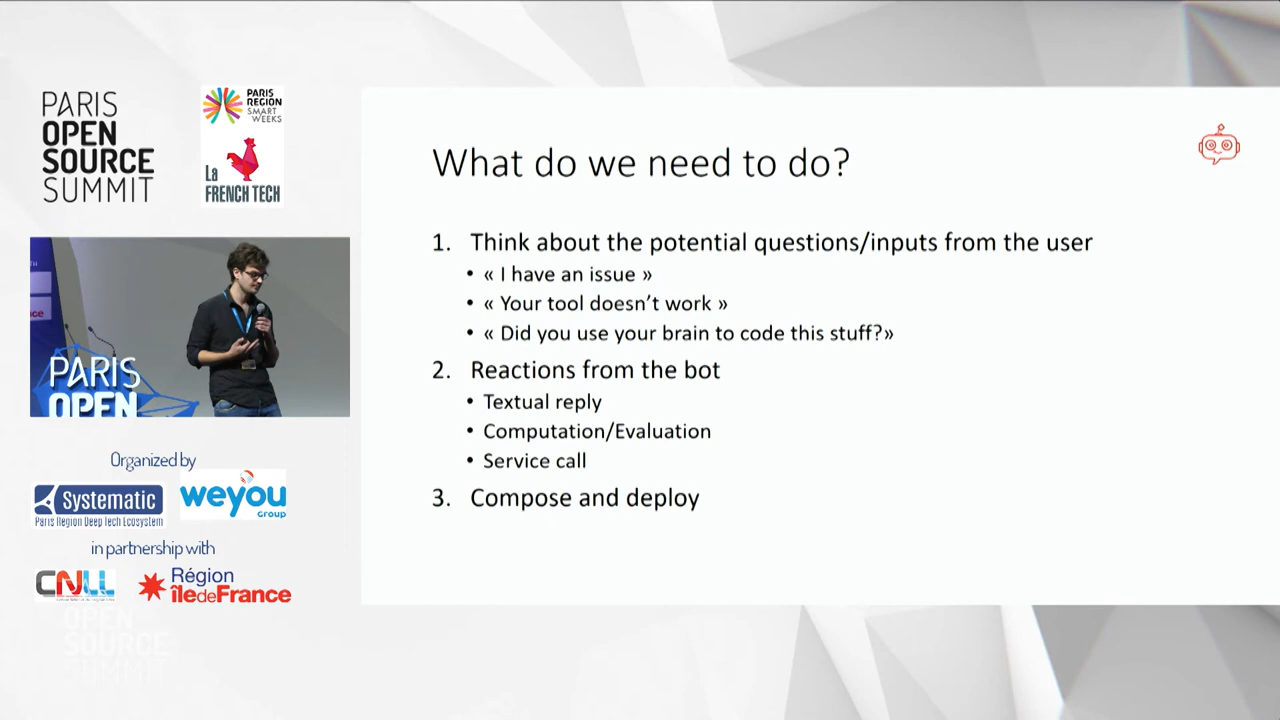 PARIS
OPEN
SOURCE
SUMMIT
PARIS
REGION
SMART
WEEKS
La
FRENCH TECH
What do we need to do?
1. Think about the potential questions/inputs from the user
• « I have an issue »
• « Your tool doesn’t work »
• « Did you use your brain to code this stuff?»
2. Reactions from the bot
• Textual reply
• Computation/Evaluation
• Service call
3. Compose and deploy
TH
ce
PARIS
OPEN
Organized by
Systematic
Paris Region Deep Tech Ecosystem
weyou
GROUP
in partnership with
CNLL
Région
îledeFrance
OPEN
SOURCE
SUMMIT